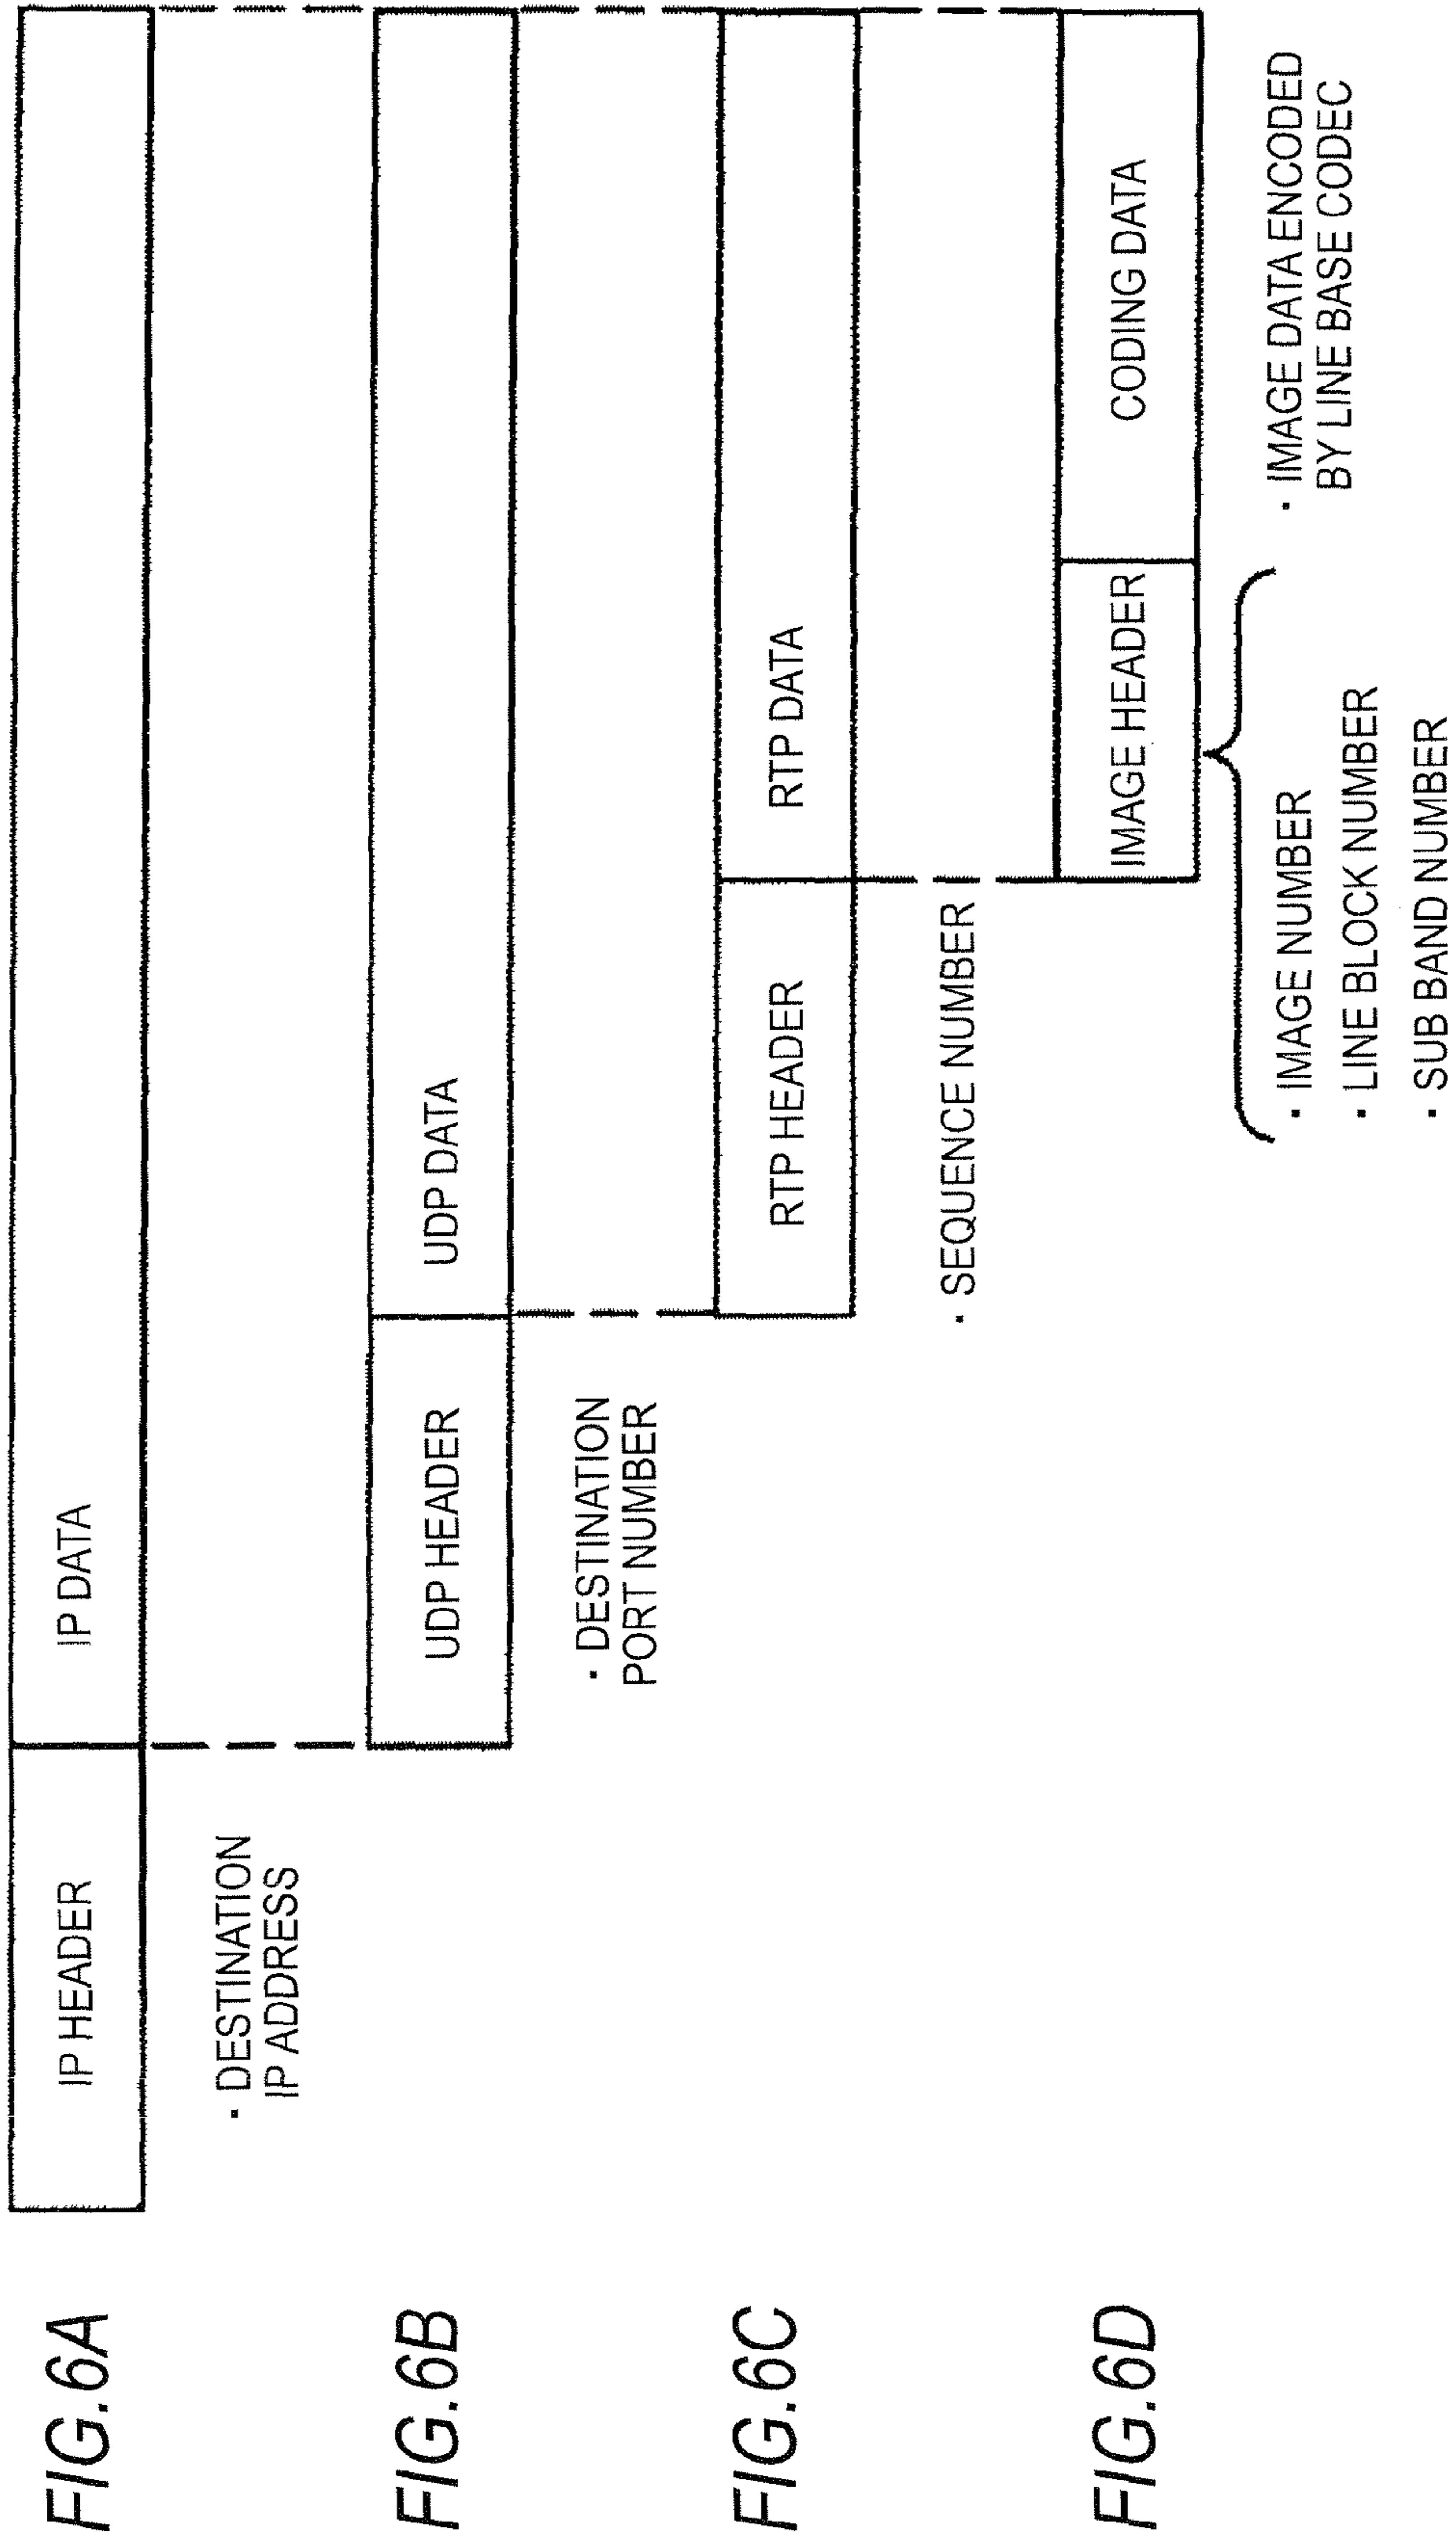 FIG.6A
IP HEADER
IP DATA
· DESTINATION
IP ADDRESS
FIG.6B
UDP HEADER
UDP DATA
· DESTINATION
PORT NUMBER
FIG.6C
RTP HEADER
RTP DATA
· SEQUENCE NUMBER
FIG.6D
IMAGE HEADER
CODING DATA
· IMAGE NUMBER
· LINE BLOCK NUMBER
· SUB BAND NUMBER
· IMAGE DATA ENCODED
BY LINE BASE CODEC